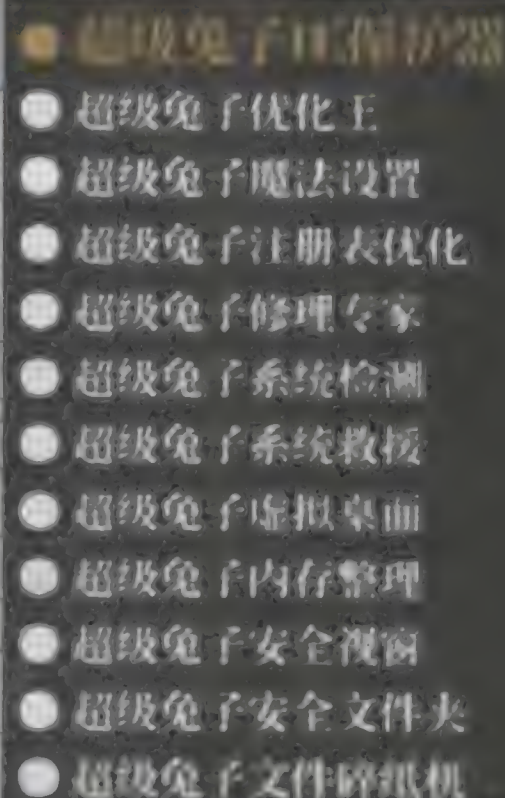 超级兔子IE保护器
超级兔子优化王
超级兔子魔法设置
超级兔子注册表优化
超级兔子修理专家
超级兔子系统检测
超级兔子系统救援
超级兔子虚拟桌面
超级兔子内存整理
超级兔子安全视窗
超级兔子安全文件夹
超级兔子文件碎纸机